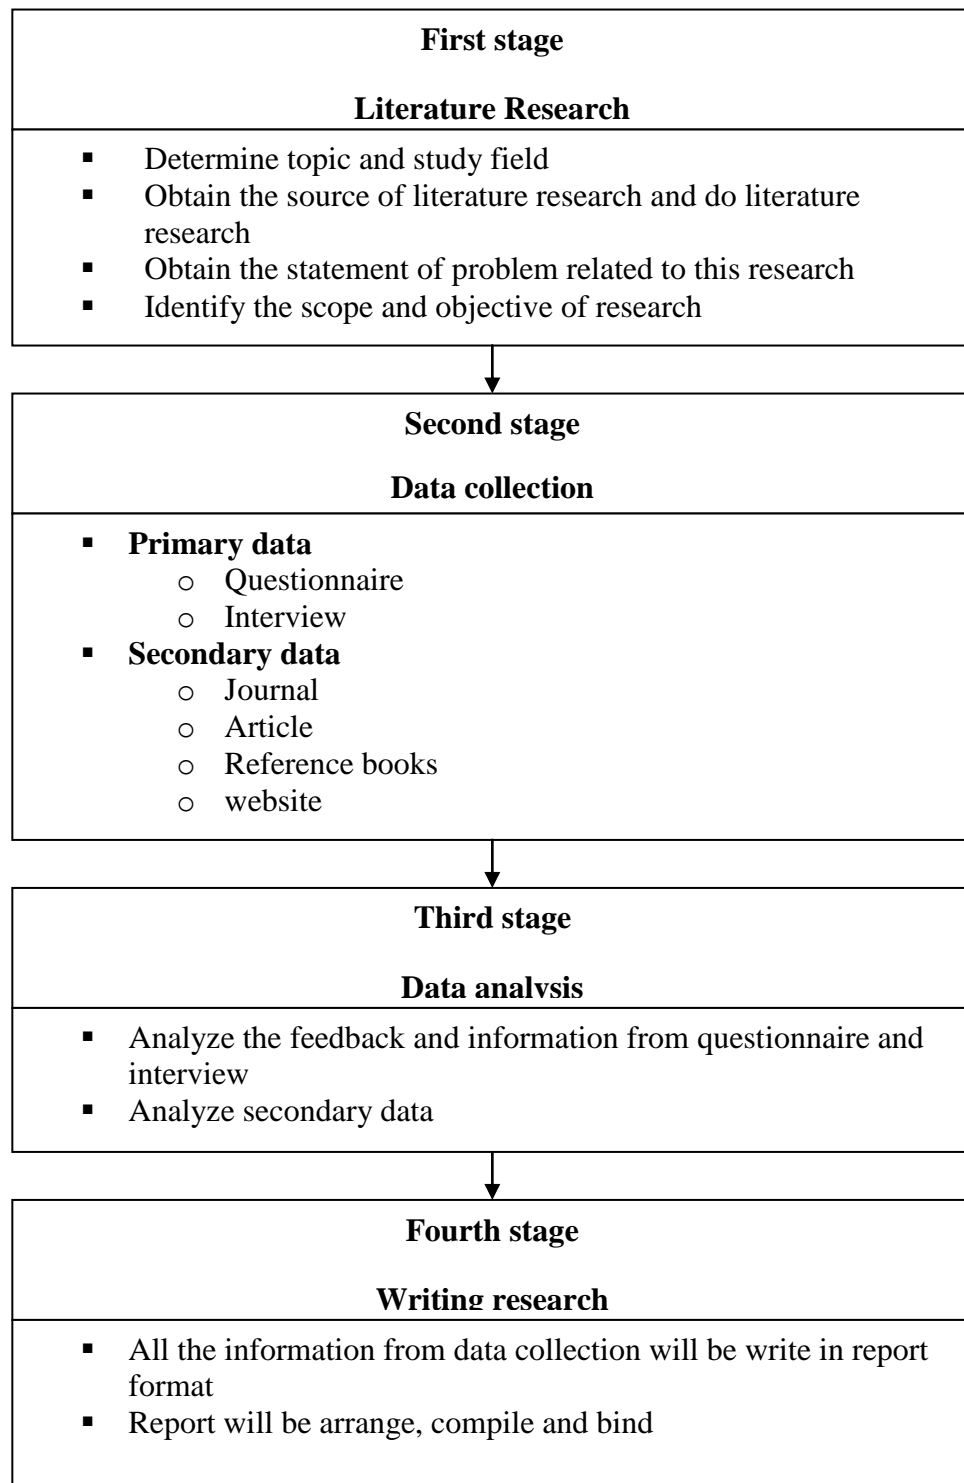 First stage
Literature Research
▪ Determine topic and study field
▪ Obtain the source of literature research and do literature
research
▪ Obtain the statement of problem related to this research
▪ Identify the scope and objective of research
Second stage
Data collection
▪ Primary data
o Questionnaire
o Interview
▪ Secondary data
o Journal
o Article
o Reference books
o website
Third stage
Data analysis
▪ Analyze the feedback and information from questionnaire and
interview
▪ Analyze secondary data
Fourth stage
Writing research
▪ All the information from data collection will be write in report
format
▪ Report will be arrange, compile and bind